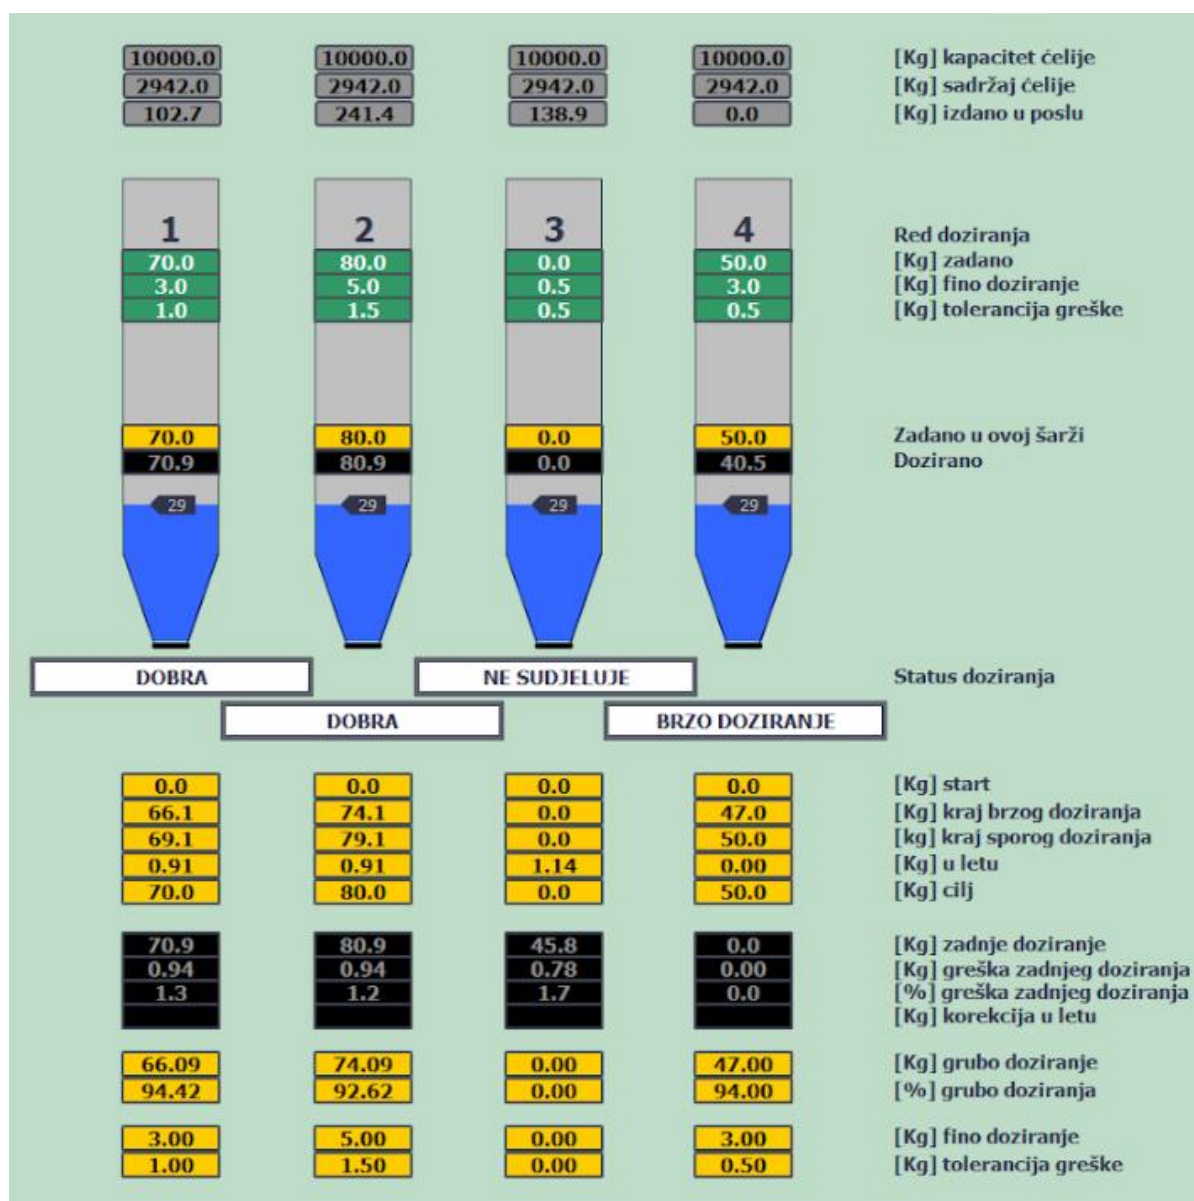 10000.0 10000.0 10000.0 10000.0 [Kg] kapacitet ćelije
2942.0 2942.0 2942.0 2942.0 [Kg] sadržaj ćelije
102.7 241.4 138.9 0.0 [Kg] izdano u poslu
1 2 3 4 Red doziranja
70.0 80.0 0.0 50.0 [Kg] zadano
3.0 5.0 0.5 3.0 [Kg] fino doziranje
1.0 1.5 0.5 0.5 [Kg] tolerancija greške
70.0 80.0 0.0 50.0 Zadano u ovoj šarži
70.9 80.9 0.0 40.5 Dozirano
29 29 29 29
DOBRA NE SUDJELUJE Status doziranja
DOBRA BRZO DOZIRANJE
0.0 0.0 0.0 0.0 [Kg] start
66.1 74.1 0.0 47.0 [Kg] kraj brzog doziranja
69.1 79.1 0.0 50.0 [kg] kraj sporog doziranja
0.91 0.91 1.14 0.00 [Kg] u letu
70.0 80.0 0.0 50.0 [Kg] cilj
70.9 80.9 45.8 0.0 [Kg] zadnje doziranje
0.94 0.94 0.78 0.00 [Kg] greška zadnjeg doziranja
1.3 1.2 1.7 0.0 [%] greška zadnjeg doziranja
[Kg] korekcija u letu
66.09 74.09 0.00 47.00 [Kg] grubo doziranje
94.42 92.62 0.00 94.00 [%] grubo doziranja
3.00 5.00 0.00 3.00 [Kg] fino doziranje
1.00 1.50 0.00 0.50 [Kg] tolerancija greške